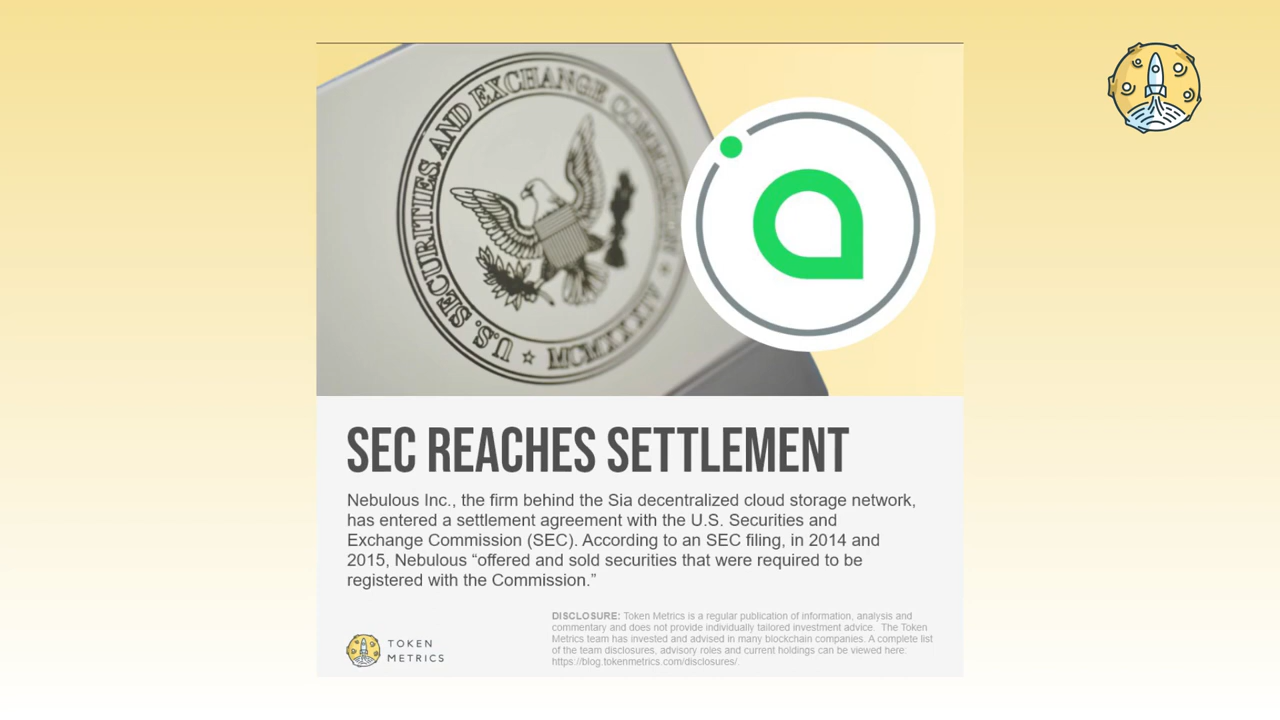 U.S. SECURITIES AND EXCHANGE COMMISSION
MCMXXXIV
SEC REACHES SETTLEMENT
Nebulous Inc., the firm behind the Sia decentralized cloud storage network,
has entered a settlement agreement with the U.S. Securities and
Exchange Commission (SEC). According to an SEC filing, in 2014 and
2015, Nebulous “offered and sold securities that were required to be
registered with the Commission.”
TOKEN
METRICS
DISCLOSURE: Token Metrics is a regular publication of information, analysis and
commentary and does not provide individually tailored investment advice. The Token
Metrics team has invested and advised in many blockchain companies. A complete list
of the team disclosures, advisory roles and current holdings can be viewed here:
https://blog.tokenmetrics.com/disclosures/.